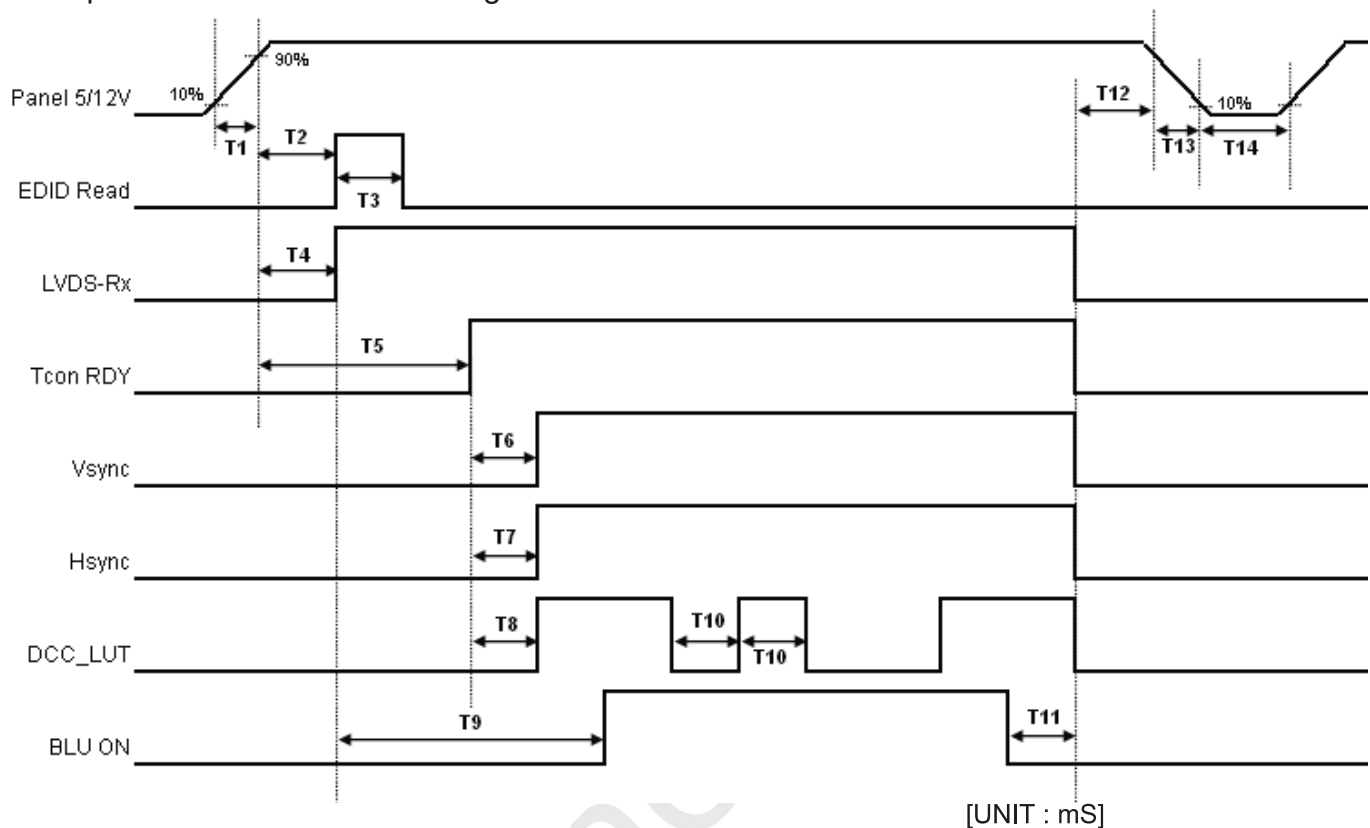 90%
10%
Panel 5/12V
T12
10%
T1
T2
T13
T14
EDID Read
T3
T4
LVDS-Rx
T5
Tcon RDY
T6
Vsync
T7
Hsync
T8
T10
T10
DCC_LUT
T9
T11
BLU ON
[UNIT : mS]